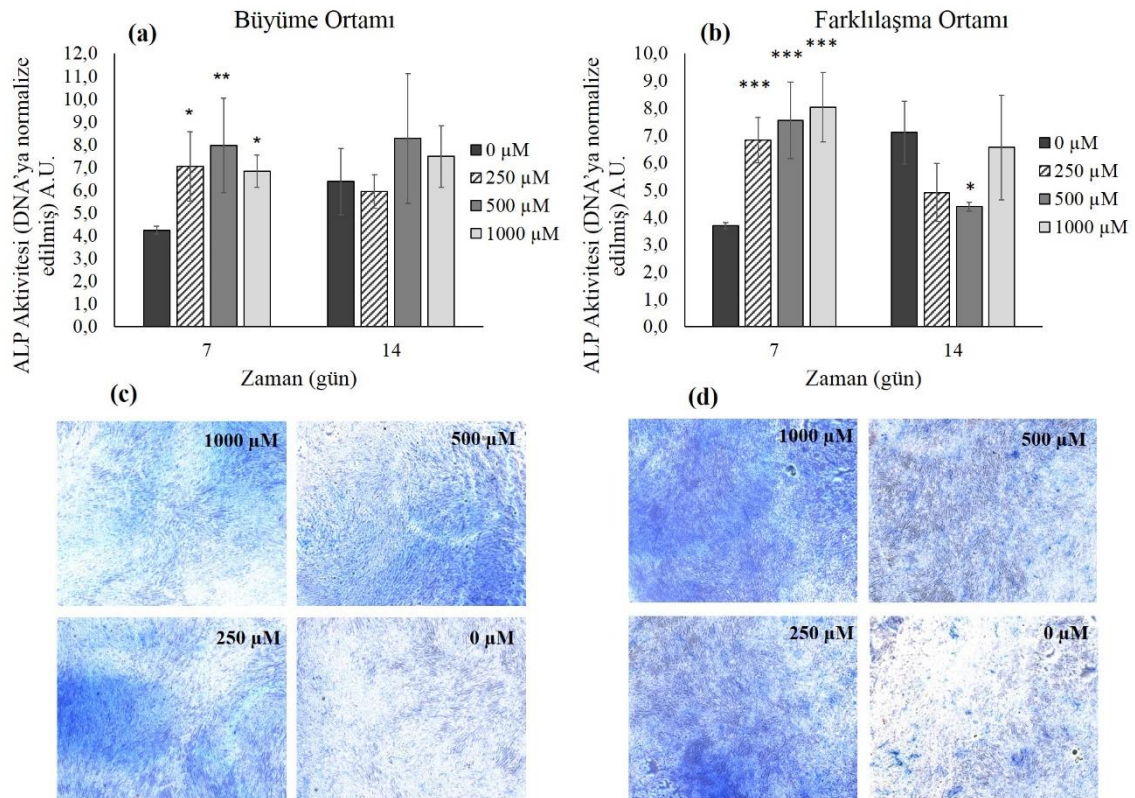 Büyüme Ortamı
(a)
ALP Aktivitesi (DNA'ya normalize
edilmiş) A.U.
12,0
11,0
10,0
9,0
8,0
7,0
6,0
5,0
4,0
3,0
2,0
1,0
0,0
*
**
*
7
14
Zaman (gün)
0 µM
250 µM
500 µM
1000 µM
Farklılaşma Ortamı
(b)
ALP Aktivitesi (DNA'ya normalize
edilmiş) A.U.
10,0
9,0
8,0
7,0
6,0
5,0
4,0
3,0
2,0
1,0
0,0
***
***
***
*
7
14
Zaman (gün)
0 µM
250 µM
500 µM
1000 µM
(c)
1000 µM
500 µM
250 µM
0 µM
(d)
1000 µM
500 µM
250 µM
0 µM